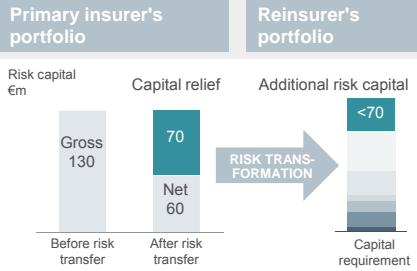 Primary insurer's
portfolio
Reinsurer's
portfolio
Risk capital
€m
Capital relief
Additional risk capital
Gross
130
70
Net
60
RISK TRANS-
FORMATION
<70
Before risk
transfer
After risk
transfer
Capital
requirement